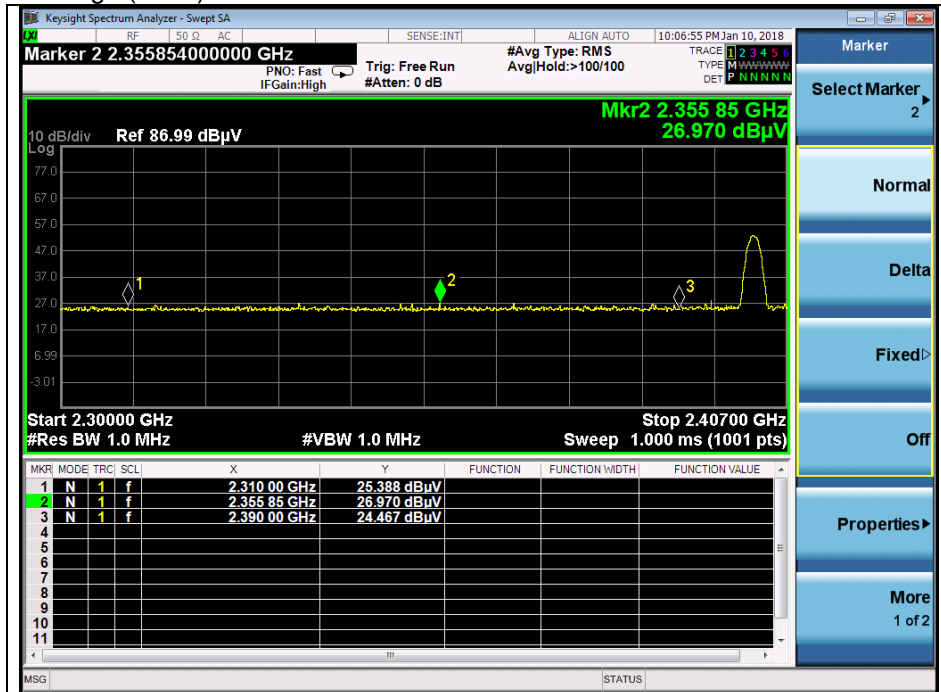 Keysight Spectrum Analyzer - Swept SA
LXI RF 50 Ω AC SENSE:INT ALIGN AUTO 10:06:55 PM Jan 10, 2018
Marker 2 2.355854000000 GHz
PNO: Fast
IFGain:High
Trig: Free Run
#Atten: 0 dB
#Avg Type: RMS
Avg|Hold:>100/100
TRACE 1 2 3 4 5 6
TYPE M W W W W W
DET P N N N N N
Mkr2 2.355 85 GHz
26.970 dBµV
10 dB/div Ref 86.99 dBµV
Log
77.0
67.0
57.0
47.0
37.0
27.0
17.0
6.99
-3.01
1
2
3
Start 2.30000 GHz Stop 2.40700 GHz
#Res BW 1.0 MHz #VBW 1.0 MHz Sweep 1.000 ms (1001 pts)
MKR MODE TRC SCL X Y FUNCTION FUNCTION WIDTH FUNCTION VALUE
1 N 1 f 2.310 00 GHz 25.388 dBµV
2 N 1 f 2.355 85 GHz 26.970 dBµV
3 N 1 f 2.390 00 GHz 24.467 dBµV
4
5
6
7
8
9
10
11
MSG STATUS
Marker
Select Marker
2
Normal
Delta
Fixed
Off
Properties
More
1 of 2